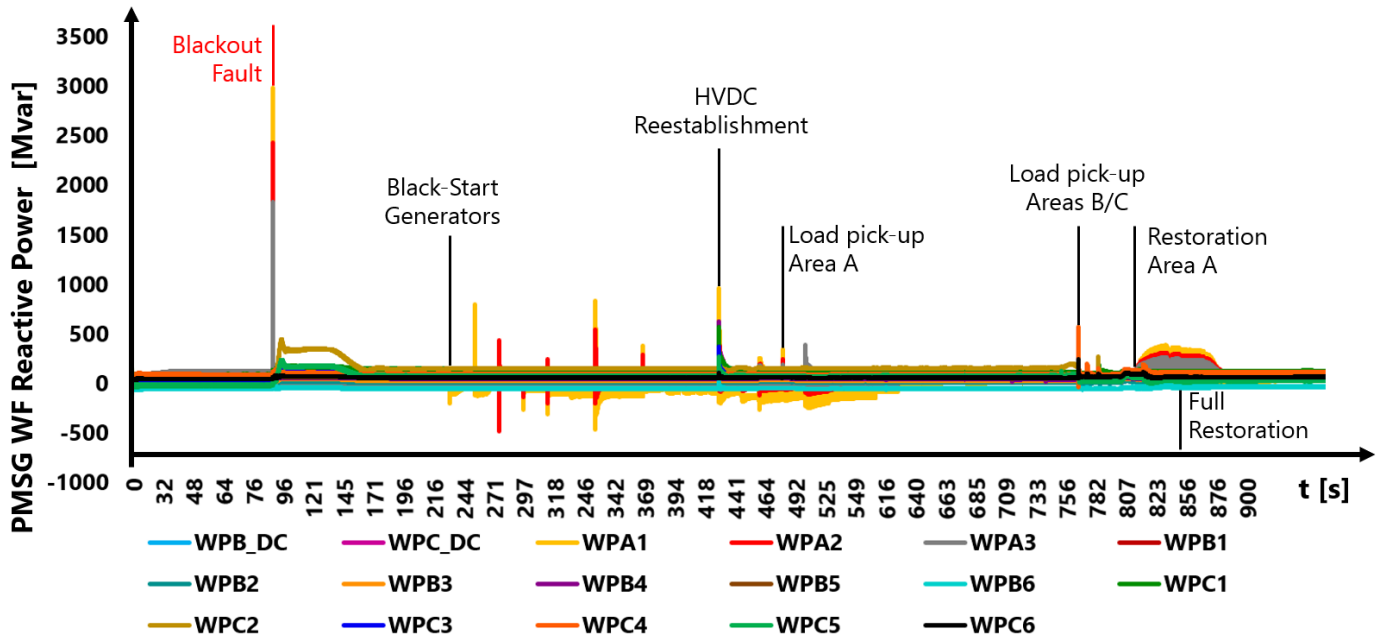 PMSG WF Reactive Power [Mvar]
3500
3000
2500
2000
1500
1000
500
0
-500
-1000
Blackout
Fault
Black-Start
Generators
HVDC
Reestablishment
Load pick-up
Area A
Load pick-up
Areas B/C
Restoration
Area A
Full
Restoration
0 32 48 64 76 96 121 145 171 196 216 244 271 297 318 346 342 369 394 418 441 464 492 525 549 616 640 663 685 709 733 756 782 807 823 856 876 900
t [s]
WPB_DC WPC_DC WPA1 WPA2 WPA3 WPB1
WPB2 WPB3 WPB4 WPB5 WPB6 WPC1
WPC2 WPC3 WPC4 WPC5 WPC6